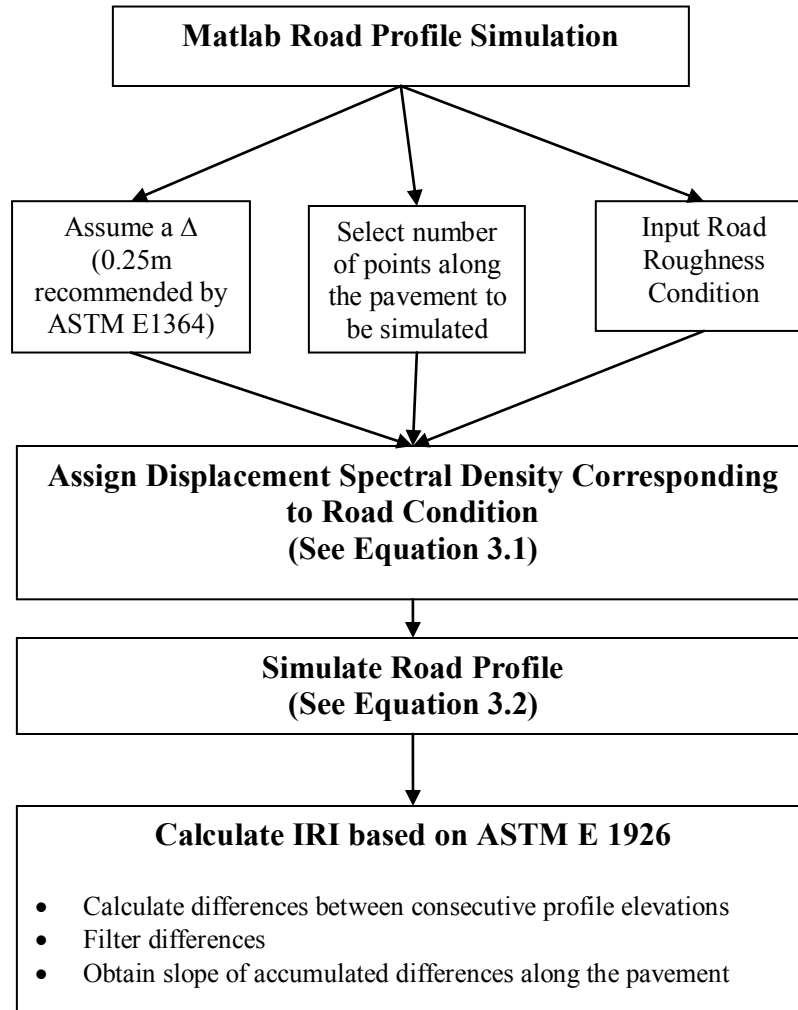 Matlab Road Profile Simulation
Assume a Δ
(0.25m
recommended by
ASTM E1364)
Select number
of points along
the pavement to
be simulated
Input Road
Roughness
Condition
Assign Displacement Spectral Density Corresponding
to Road Condition
(See Equation 3.1)
Simulate Road Profile
(See Equation 3.2)
Calculate IRI based on ASTM E 1926
• Calculate differences between consecutive profile elevations
• Filter differences
• Obtain slope of accumulated differences along the pavement